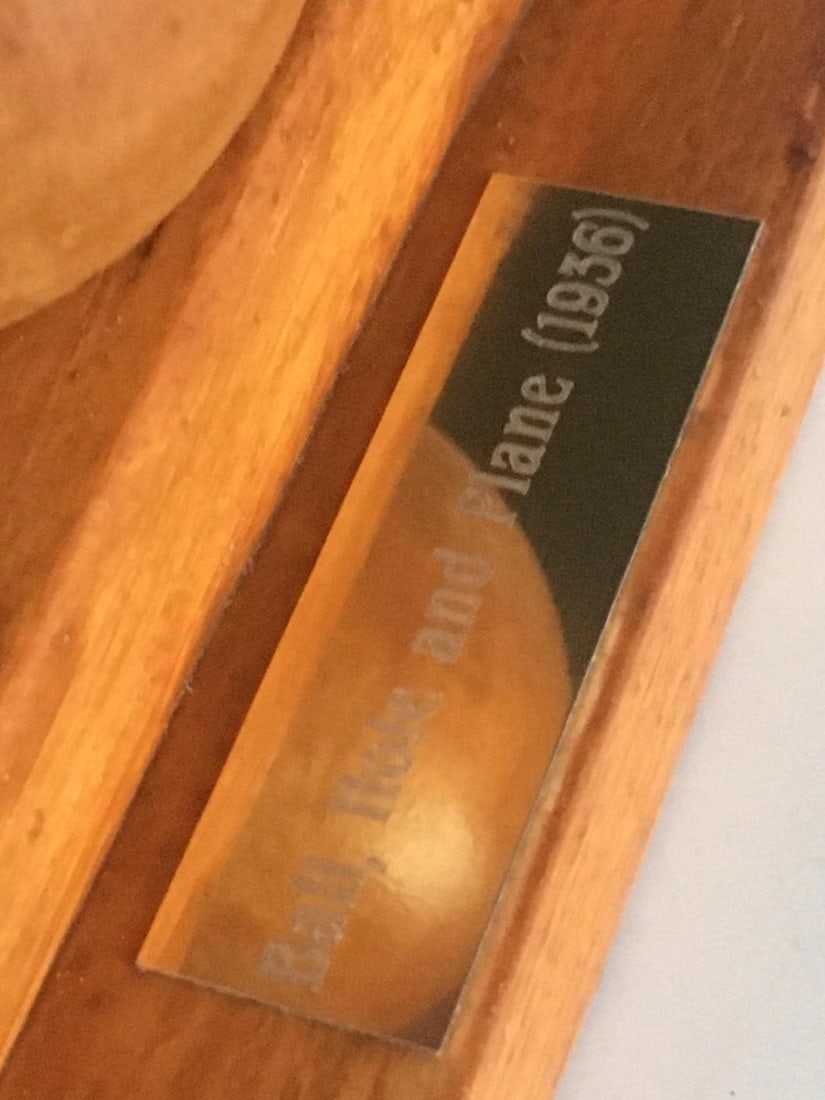 Ball, Hole and Plane (1936)